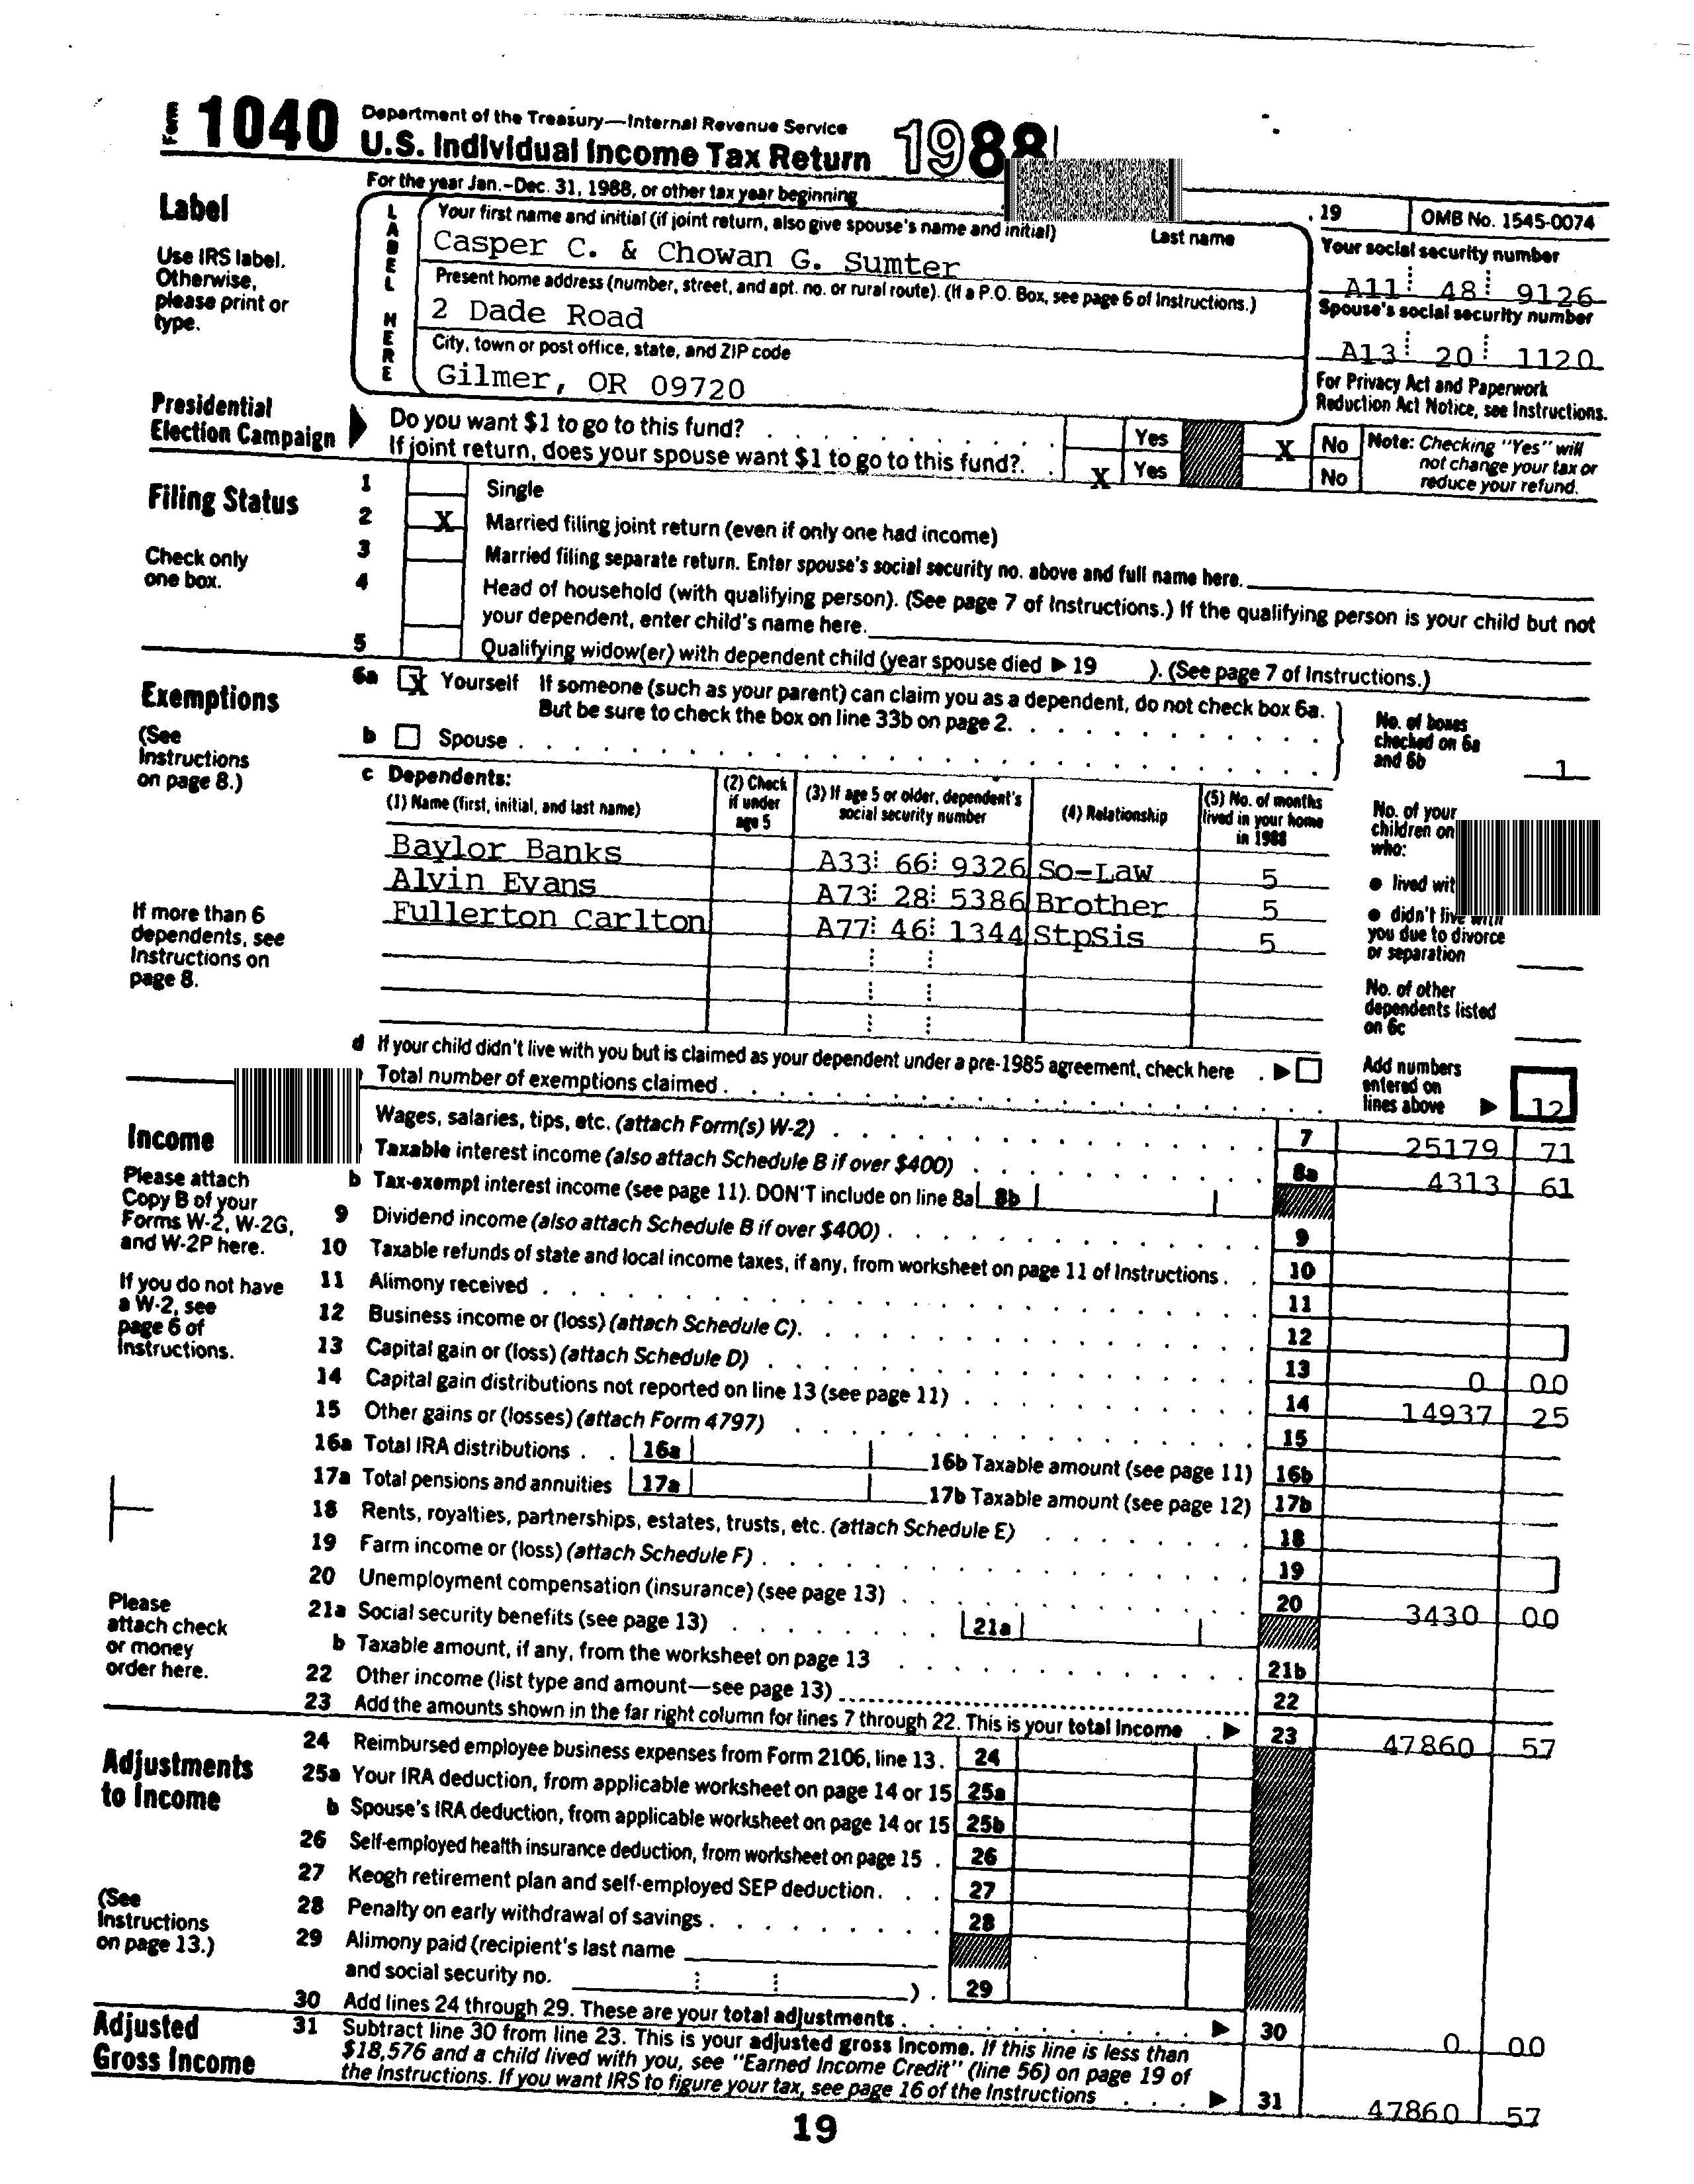 Form 1040 Department of the Treasury—Internal Revenue Service
U.S. Individual Income Tax Return 1988
For the year Jan.-Dec. 31, 1988, or other tax year beginning , 19 OMB No. 1545-0074
Label
Use IRS label. Otherwise, please print or type.
LABEL HERE
Your first name and initial (if joint return, also give spouse's name and initial) Last name
Casper C. & Chowan G. Sumter
Your social security number
A11 48 9126
Present home address (number, street, and apt. no. or rural route). (If a P.O. Box, see page 6 of Instructions.)
2 Dade Road
Spouse's social security number
A13 20 1120
City, town or post office, state, and ZIP code
Gilmer, OR 09720
For Privacy Act and Paperwork Reduction Act Notice, see Instructions.
Presidential Election Campaign
Do you want $1 to go to this fund? Yes X No
If joint return, does your spouse want $1 to go to this fund? X Yes No
Note: Checking "Yes" will not change your tax or reduce your refund.
Filing Status
Check only one box.
1 Single
2 X Married filing joint return (even if only one had income)
3 Married filing separate return. Enter spouse's social security no. above and full name here.
4 Head of household (with qualifying person). (See page 7 of Instructions.) If the qualifying person is your child but not
your dependent, enter child's name here.
5 Qualifying widow(er) with dependent child (year spouse died ▶ 19 ). (See page 7 of Instructions.)
Exemptions
(See Instructions on page 8.)
6a X Yourself If someone (such as your parent) can claim you as a dependent, do not check box 6a.
But be sure to check the box on line 33b on page 2.
b Spouse
No. of boxes checked on 6a and 6b 1
c Dependents:
(1) Name (first, initial, and last name) (2) Check if under age 5 (3) If age 5 or older, dependent's social security number (4) Relationship (5) No. of months lived in your home in 1988
Baylor Banks A33 66 9326 So-Law 5
Alvin Evans A73 28 5386 Brother 5
Fullerton Carlton A77 46 1344 StpSis 5
If more than 6 dependents, see Instructions on page 8.
No. of your children on who:
● lived wit
● didn't live with you due to divorce or separation
No. of other dependents listed on 6c
d If your child didn't live with you but is claimed as your dependent under a pre-1985 agreement, check here ▶
Total number of exemptions claimed
Add numbers entered on lines above ▶ 12
Income
Please attach Copy B of your Forms W-2, W-2G, and W-2P here.
If you do not have a W-2, see page 6 of Instructions.
Wages, salaries, tips, etc. (attach Form(s) W-2) 7 25179 71
Taxable interest income (also attach Schedule B if over $400) 8a 4313 61
b Tax-exempt interest income (see page 11). DON'T include on line 8a 8b
9 Dividend income (also attach Schedule B if over $400) 9
10 Taxable refunds of state and local income taxes, if any, from worksheet on page 11 of Instructions 10
11 Alimony received 11
12 Business income or (loss) (attach Schedule C) 12
13 Capital gain or (loss) (attach Schedule D) 13 0 00
14 Capital gain distributions not reported on line 13 (see page 11) 14 14937 25
15 Other gains or (losses) (attach Form 4797) 15
16a Total IRA distributions 16a 16b Taxable amount (see page 11) 16b
17a Total pensions and annuities 17a 17b Taxable amount (see page 12) 17b
18 Rents, royalties, partnerships, estates, trusts, etc. (attach Schedule E) 18
19 Farm income or (loss) (attach Schedule F) 19
20 Unemployment compensation (insurance) (see page 13) 20 3430 00
21a Social security benefits (see page 13) 21a
b Taxable amount, if any, from the worksheet on page 13 21b
22 Other income (list type and amount—see page 13) 22
23 Add the amounts shown in the far right column for lines 7 through 22. This is your total income ▶ 23 47860 57
Please attach check or money order here.
Adjustments to Income
(See Instructions on page 13.)
24 Reimbursed employee business expenses from Form 2106, line 13. 24
25a Your IRA deduction, from applicable worksheet on page 14 or 15 25a
b Spouse's IRA deduction, from applicable worksheet on page 14 or 15 25b
26 Self-employed health insurance deduction, from worksheet on page 15 26
27 Keogh retirement plan and self-employed SEP deduction 27
28 Penalty on early withdrawal of savings 28
29 Alimony paid (recipient's last name
and social security no. ) 29
30 Add lines 24 through 29. These are your total adjustments ▶ 30 0 00
Adjusted Gross Income
31 Subtract line 30 from line 23. This is your adjusted gross income. If this line is less than
$18,576 and a child lived with you, see "Earned Income Credit" (line 56) on page 19 of
the Instructions. If you want IRS to figure your tax, see page 16 of the Instructions ▶ 31 47860 57
19